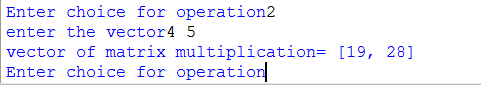 Enter choice for operation2
enter the vector4 5
vector of matrix multiplication= [19, 28]
Enter choice for operation